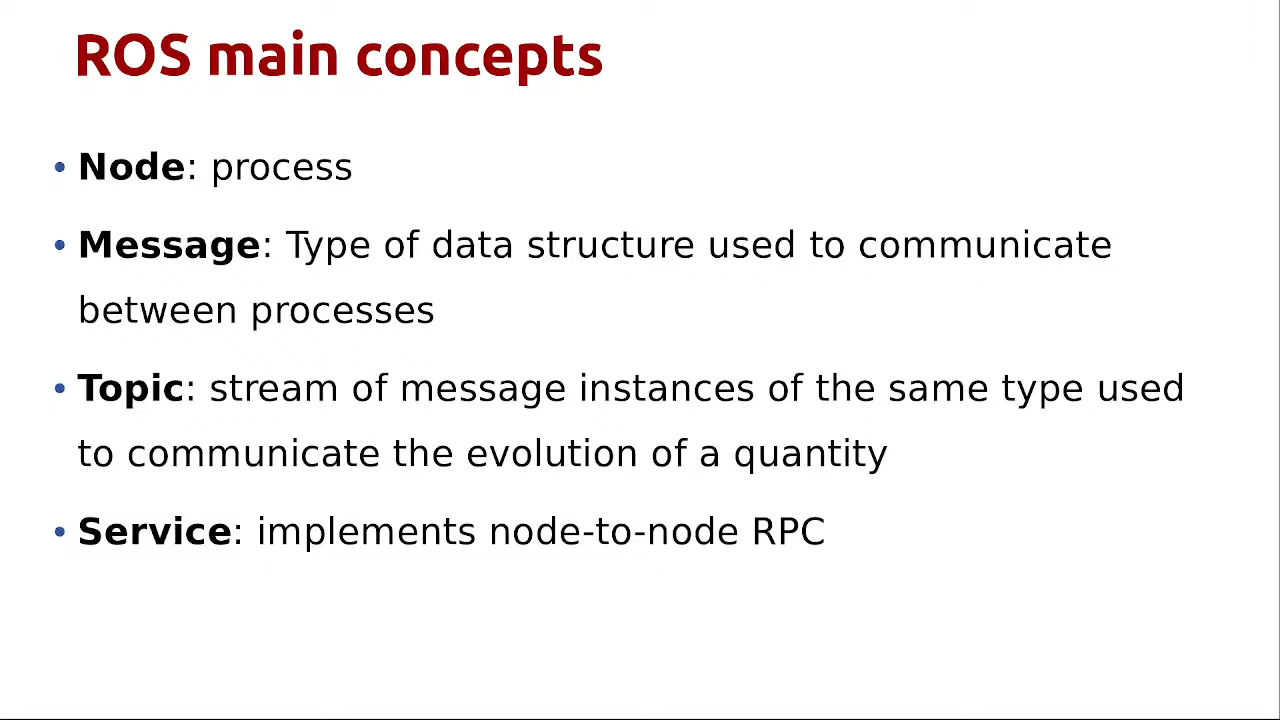 ROS main concepts
• Node: process
• Message: Type of data structure used to communicate
between processes
• Topic: stream of message instances of the same type used
to communicate the evolution of a quantity
• Service: implements node-to-node RPC